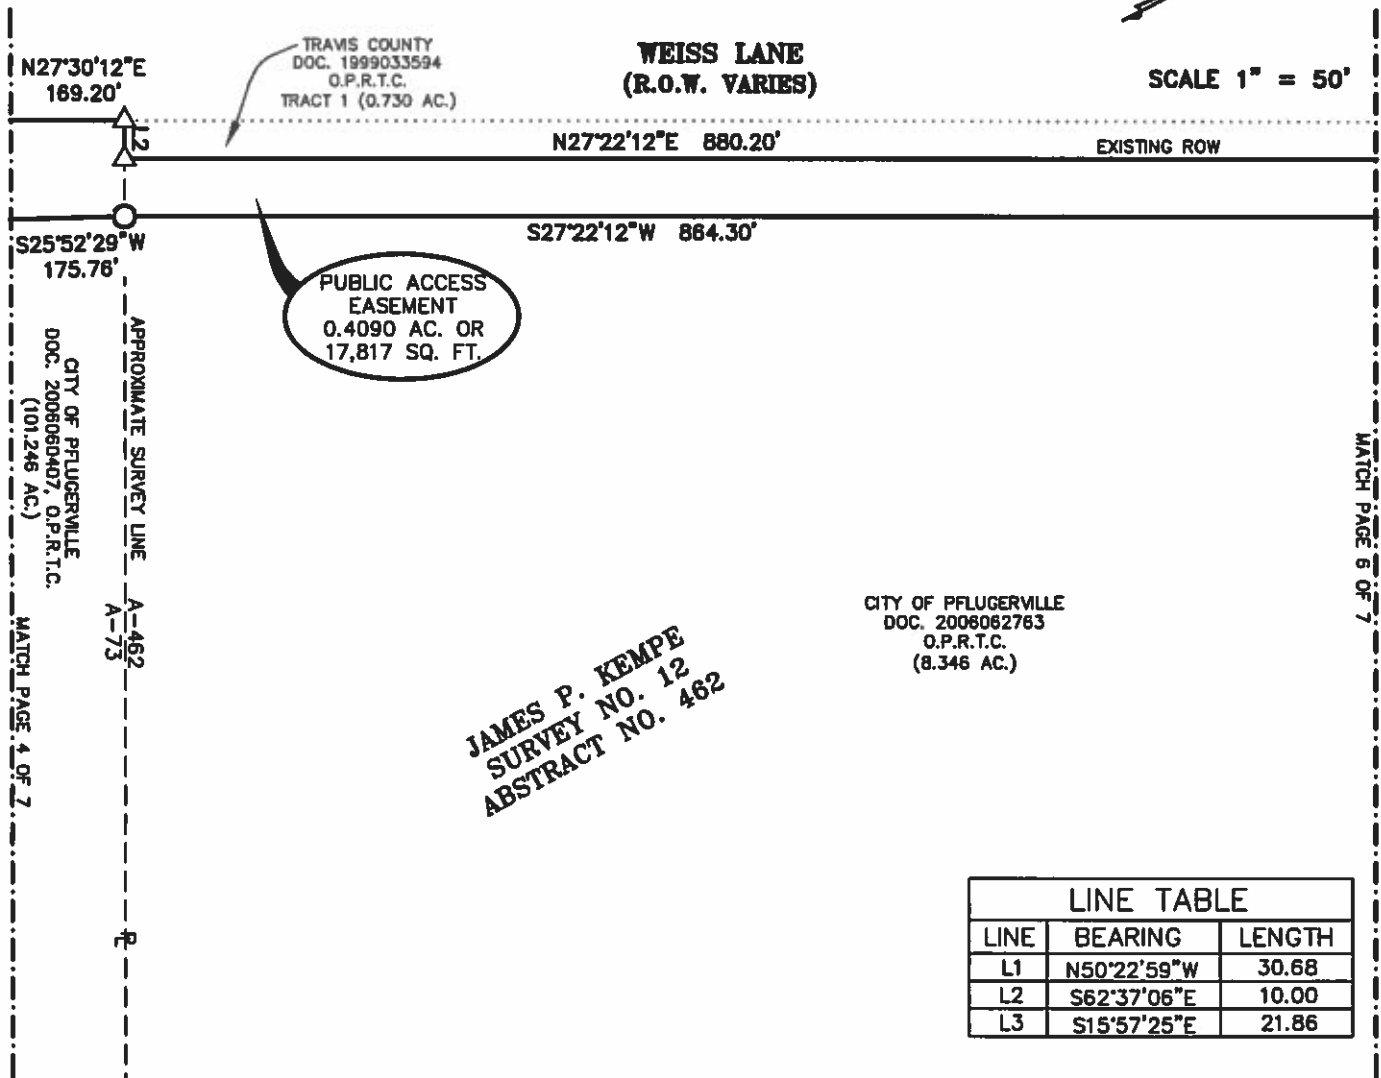 N27°30'12"E
169.20'
TRAVIS COUNTY
DOC. 1999033594
O.P.R.T.C.
TRACT 1 (0.730 AC.)
WEISS LANE
(R.O.W. VARIES)
SCALE 1" = 50'
L2
N27°22'12"E 880.20'
EXISTING ROW
S25°52'29"W
175.76'
S27°22'12"W 864.30'
PUBLIC ACCESS
EASEMENT
0.4090 AC. OR
17,817 SQ. FT.
CITY OF PFLUGERVILLE
DOC. 2006060407, O.P.R.T.C.
(101.246 AC.)
APPROXIMATE SURVEY LINE
A-462
A-73
MATCH PAGE 4 OF 7
MATCH PAGE 6 OF 7
CITY OF PFLUGERVILLE
DOC. 2006062763
O.P.R.T.C.
(8.346 AC.)
JAMES P. KEMPE
SURVEY NO. 12
ABSTRACT NO. 462
PL
LINE TABLE
LINE BEARING LENGTH
L1 N50°22'59"W 30.68
L2 S62°37'06"E 10.00
L3 S15°57'25"E 21.86